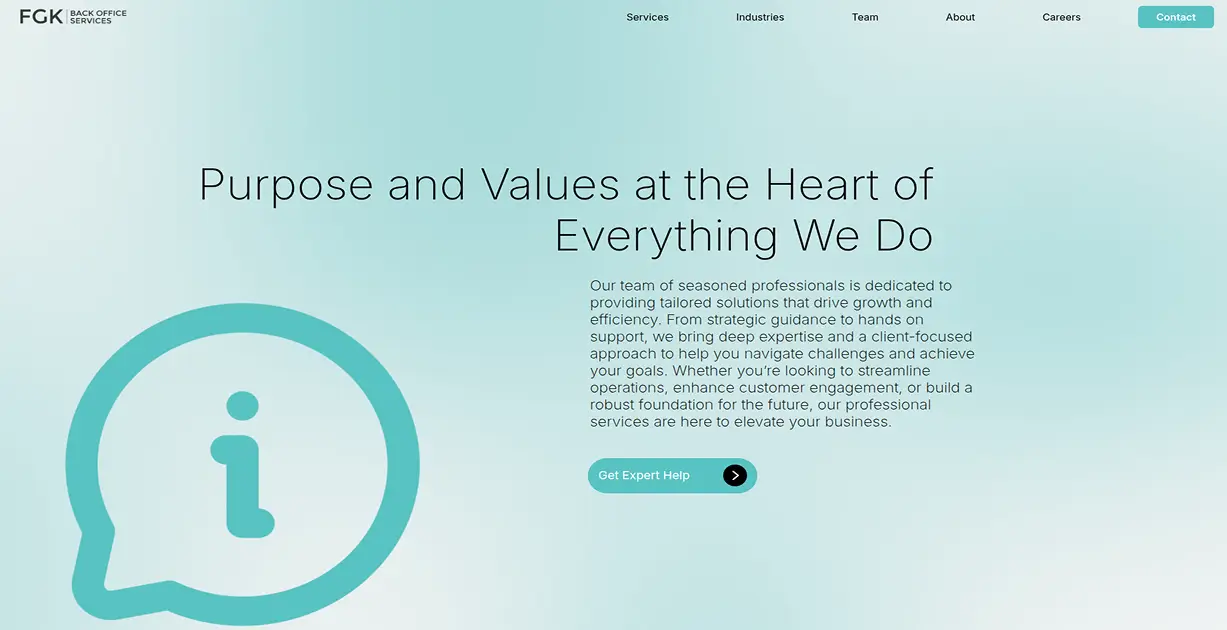 FGK BACK OFFICE SERVICES
Services
Industries
Team
About
Careers
Contact
Purpose and Values at the Heart of
Everything We Do
Our team of seasoned professionals is dedicated to
providing tailored solutions that drive growth and
efficiency. From strategic guidance to hands on
support, we bring deep expertise and a client-focused
approach to help you navigate challenges and achieve
your goals. Whether you’re looking to streamline
operations, enhance customer engagement, or build a
robust foundation for the future, our professional
services are here to elevate your business.
Get Expert Help